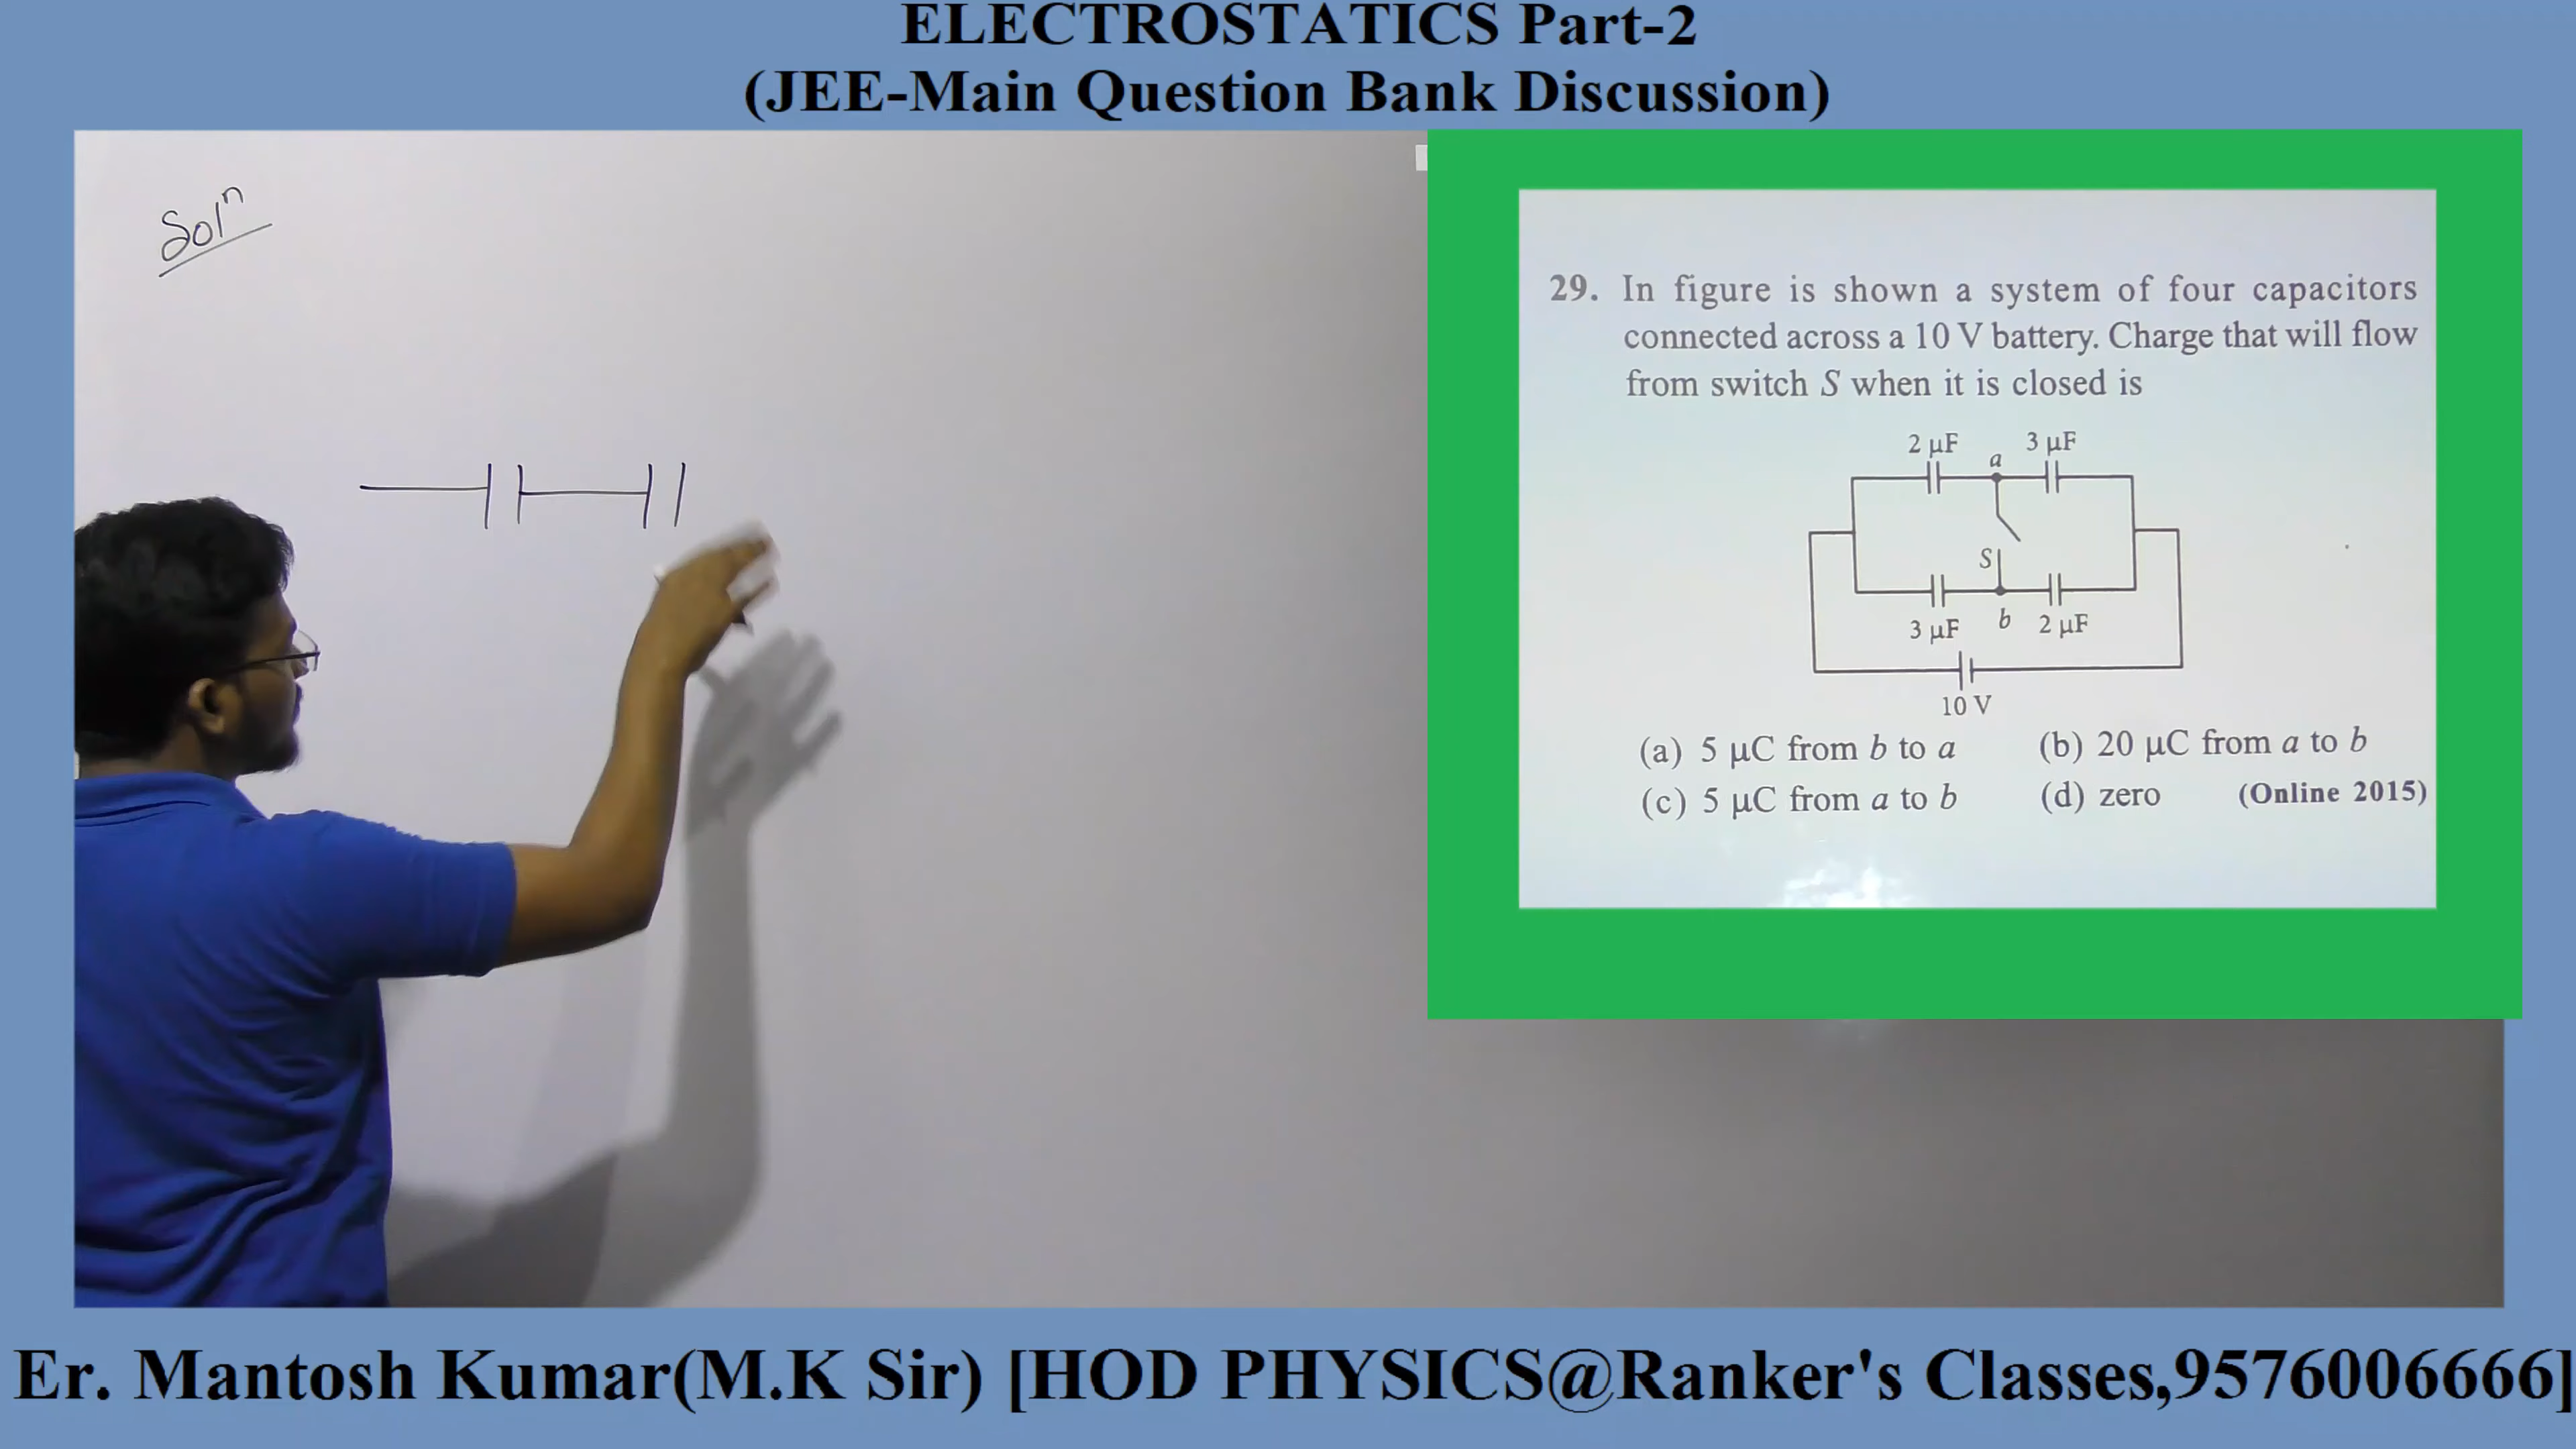 ELECTROSTATICS Part-2
(JEE-Main Question Bank Discussion)
Solⁿ
29. In figure is shown a system of four capacitors
connected across a 10 V battery. Charge that will flow
from switch S when it is closed is
2 μF a 3 μF
S
3 μF b 2 μF
10 V
(a) 5 μC from b to a (b) 20 μC from a to b
(c) 5 μC from a to b (d) zero (Online 2015)
Er. Mantosh Kumar(M.K Sir) [HOD PHYSICS@Ranker's Classes,9576006666]